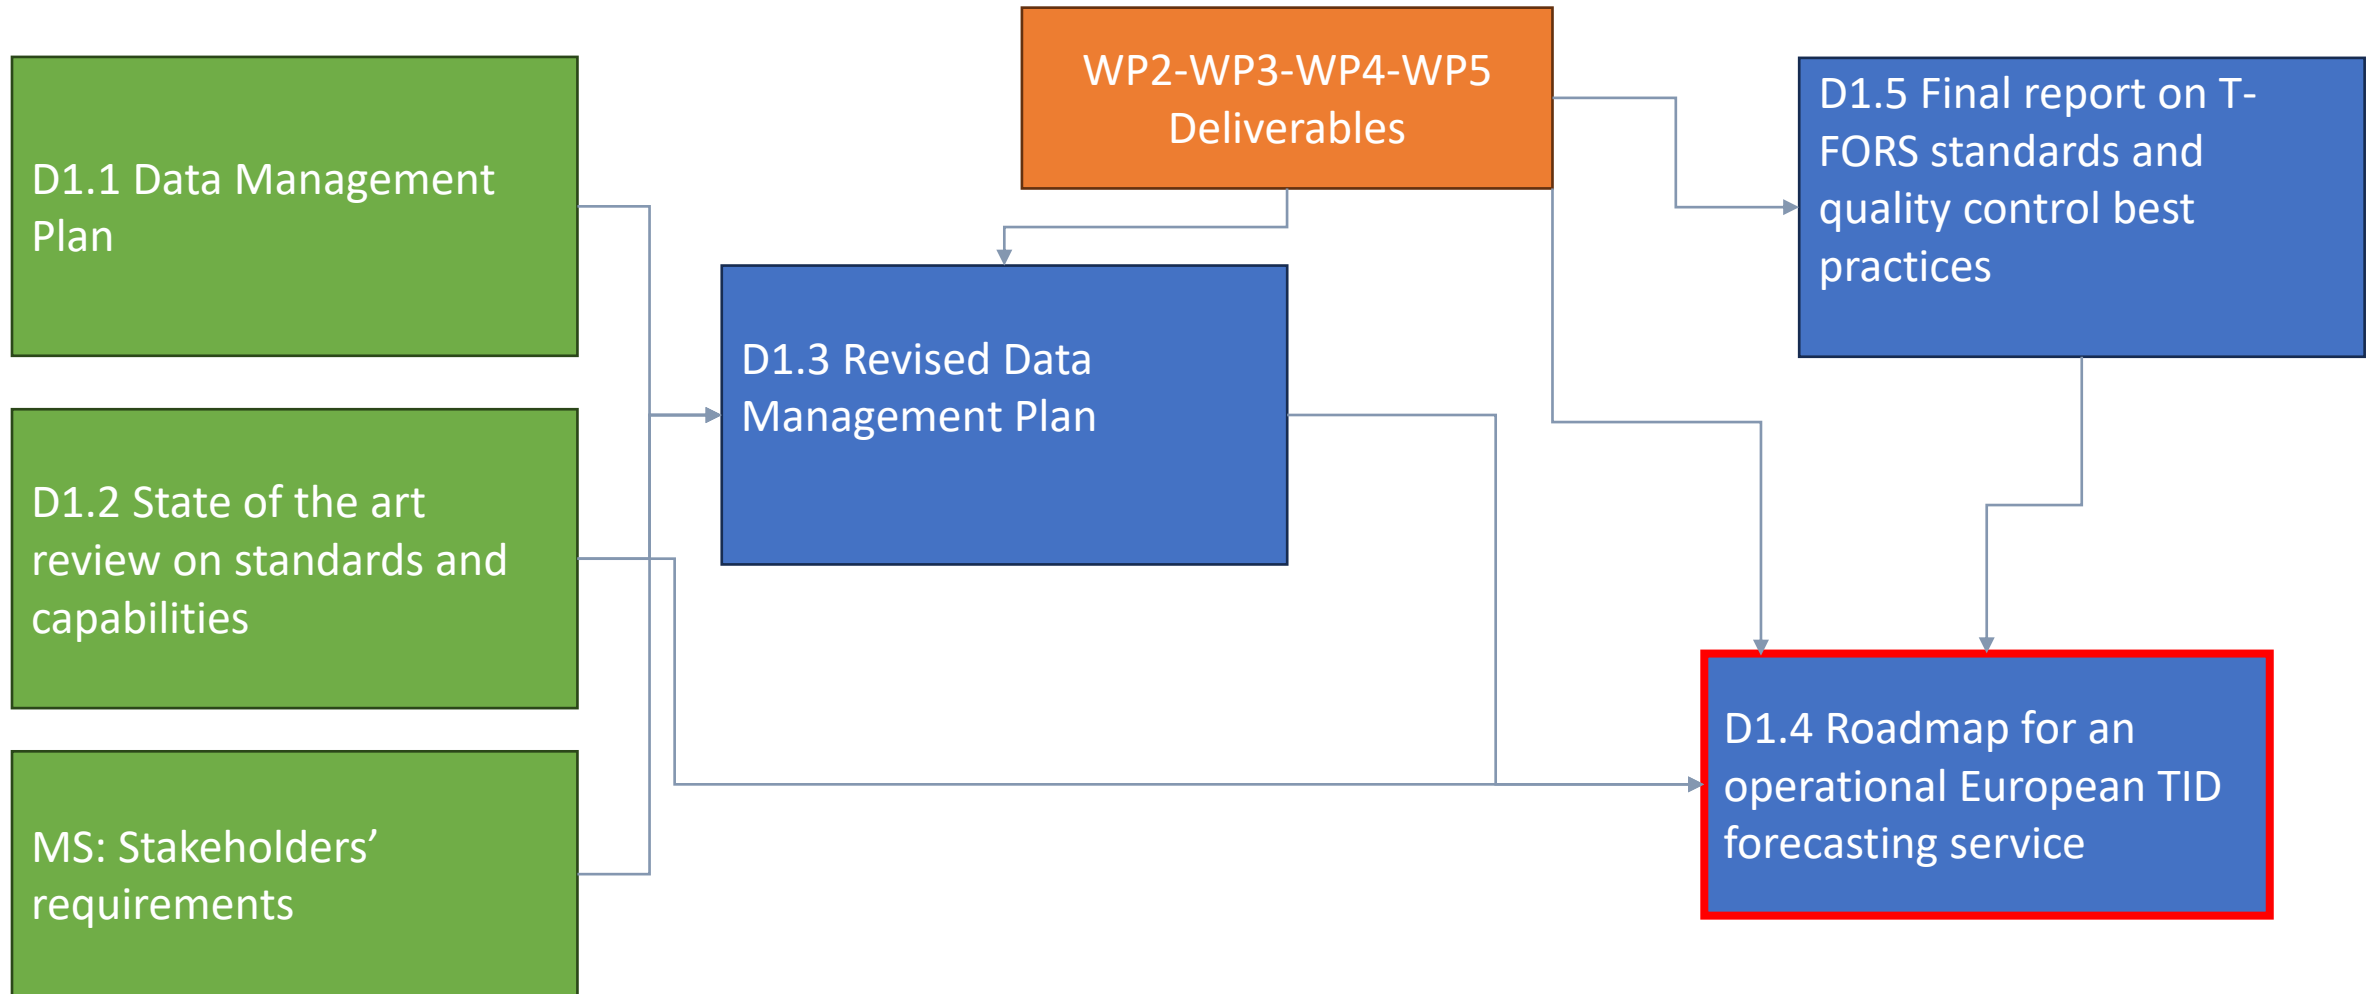 WP2-WP3-WP4-WP5
Deliverables
D1.1 Data Management
Plan
D1.5 Final report on T-
FORS standards and
quality control best
practices
D1.3 Revised Data
Management Plan
D1.2 State of the art
review on standards and
capabilities
D1.4 Roadmap for an
operational European TID
forecasting service
MS: Stakeholders’
requirements